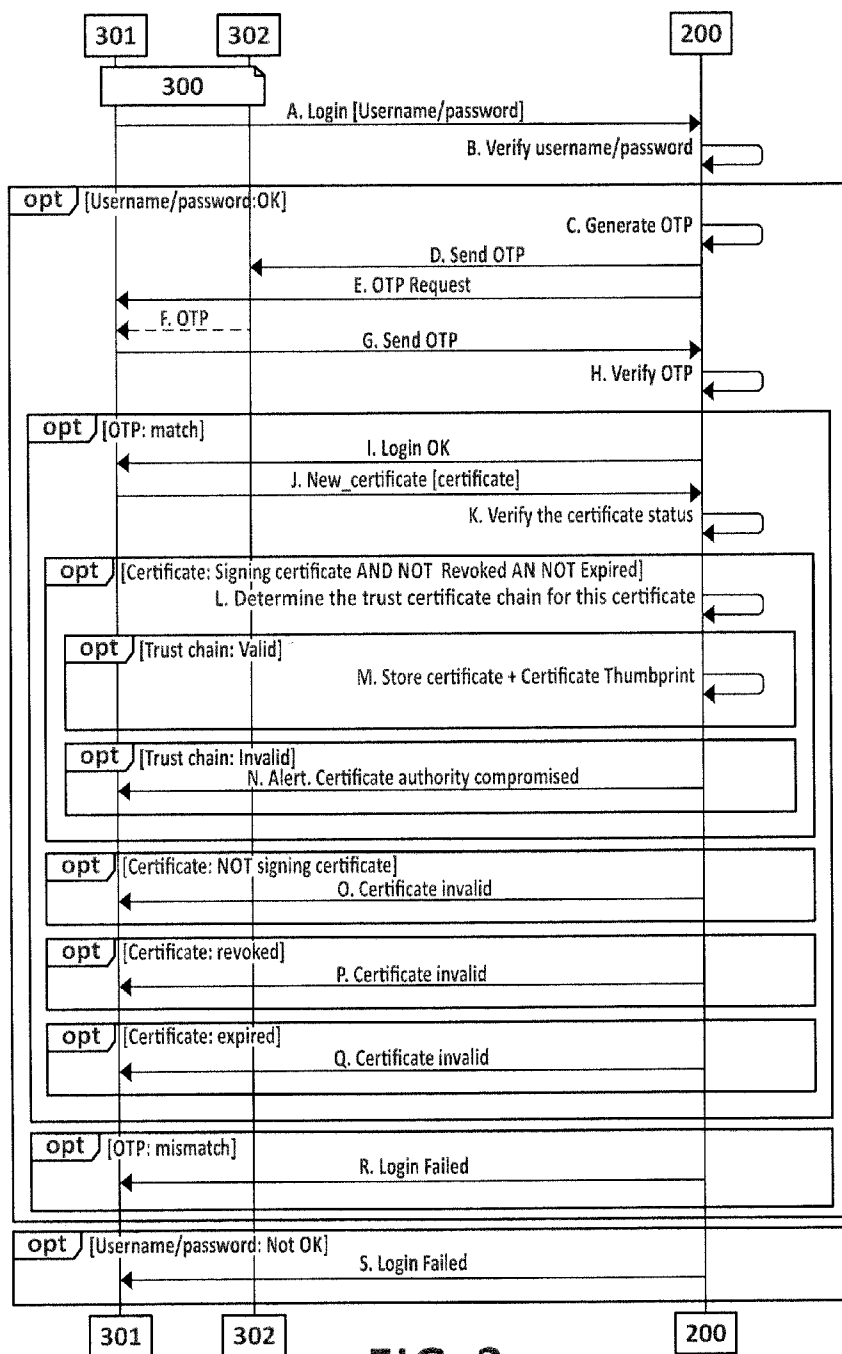 301 302 200
300
A. Login [Username/password]
B. Verify username/password
opt [Username/password:OK]
C. Generate OTP
D. Send OTP
E. OTP Request
F. OTP
G. Send OTP
H. Verify OTP
opt [OTP: match]
I. Login OK
J. New_certificate [certificate]
K. Verify the certificate status
opt [Certificate: Signing certificate AND NOT Revoked AN NOT Expired]
L. Determine the trust certificate chain for this certificate
opt [Trust chain: Valid]
M. Store certificate + Certificate Thumbprint
opt [Trust chain: Invalid]
N. Alert. Certificate authority compromised
opt [Certificate: NOT signing certificate]
O. Certificate invalid
opt [Certificate: revoked]
P. Certificate invalid
opt [Certificate: expired]
Q. Certificate invalid
opt [OTP: mismatch]
R. Login Failed
opt [Username/password: Not OK]
S. Login Failed
301 302 200